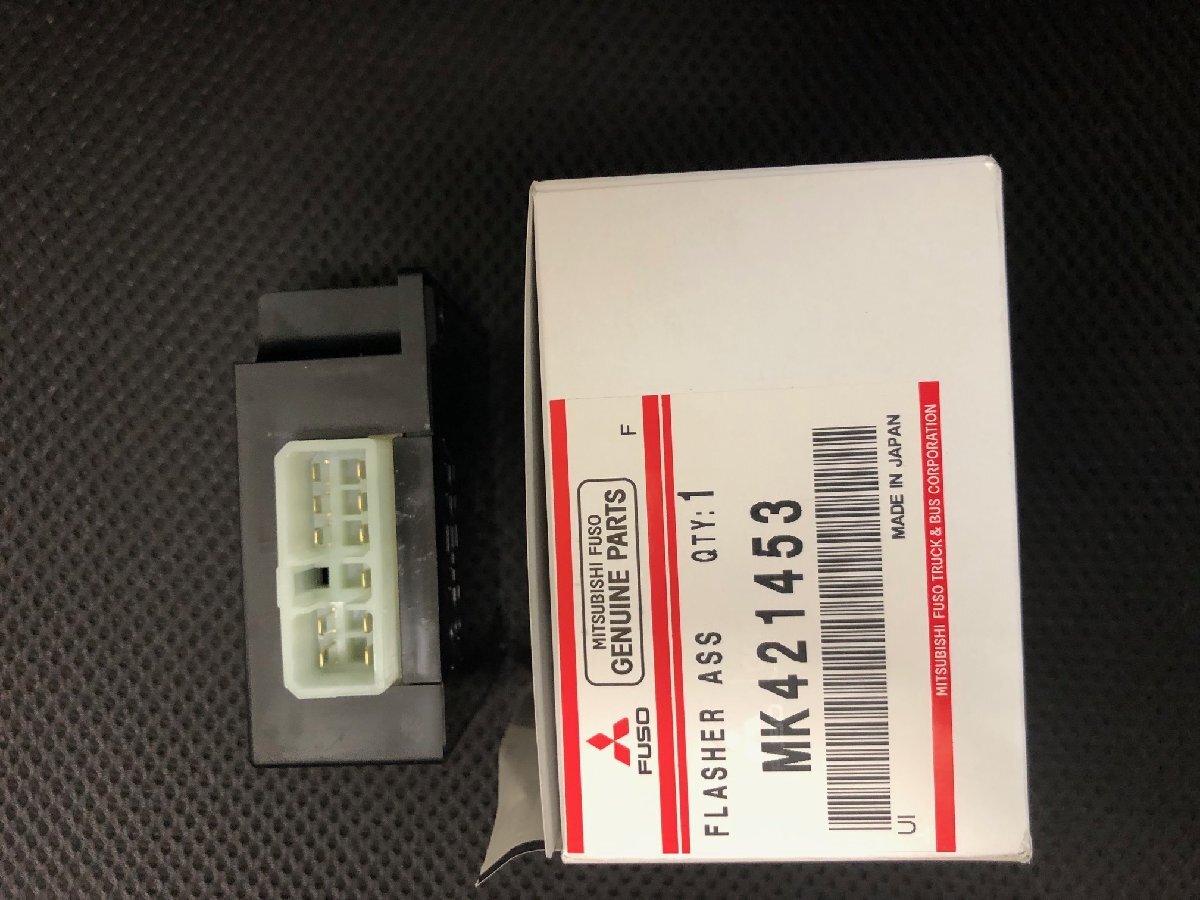 MITSUBISHI FUSO
GENUINE PARTS
F
FUSO
FLASHER ASS QTY:1
MK421453
UI
MADE IN JAPAN
MITSUBISHI FUSO TRUCK & BUS CORPORATION